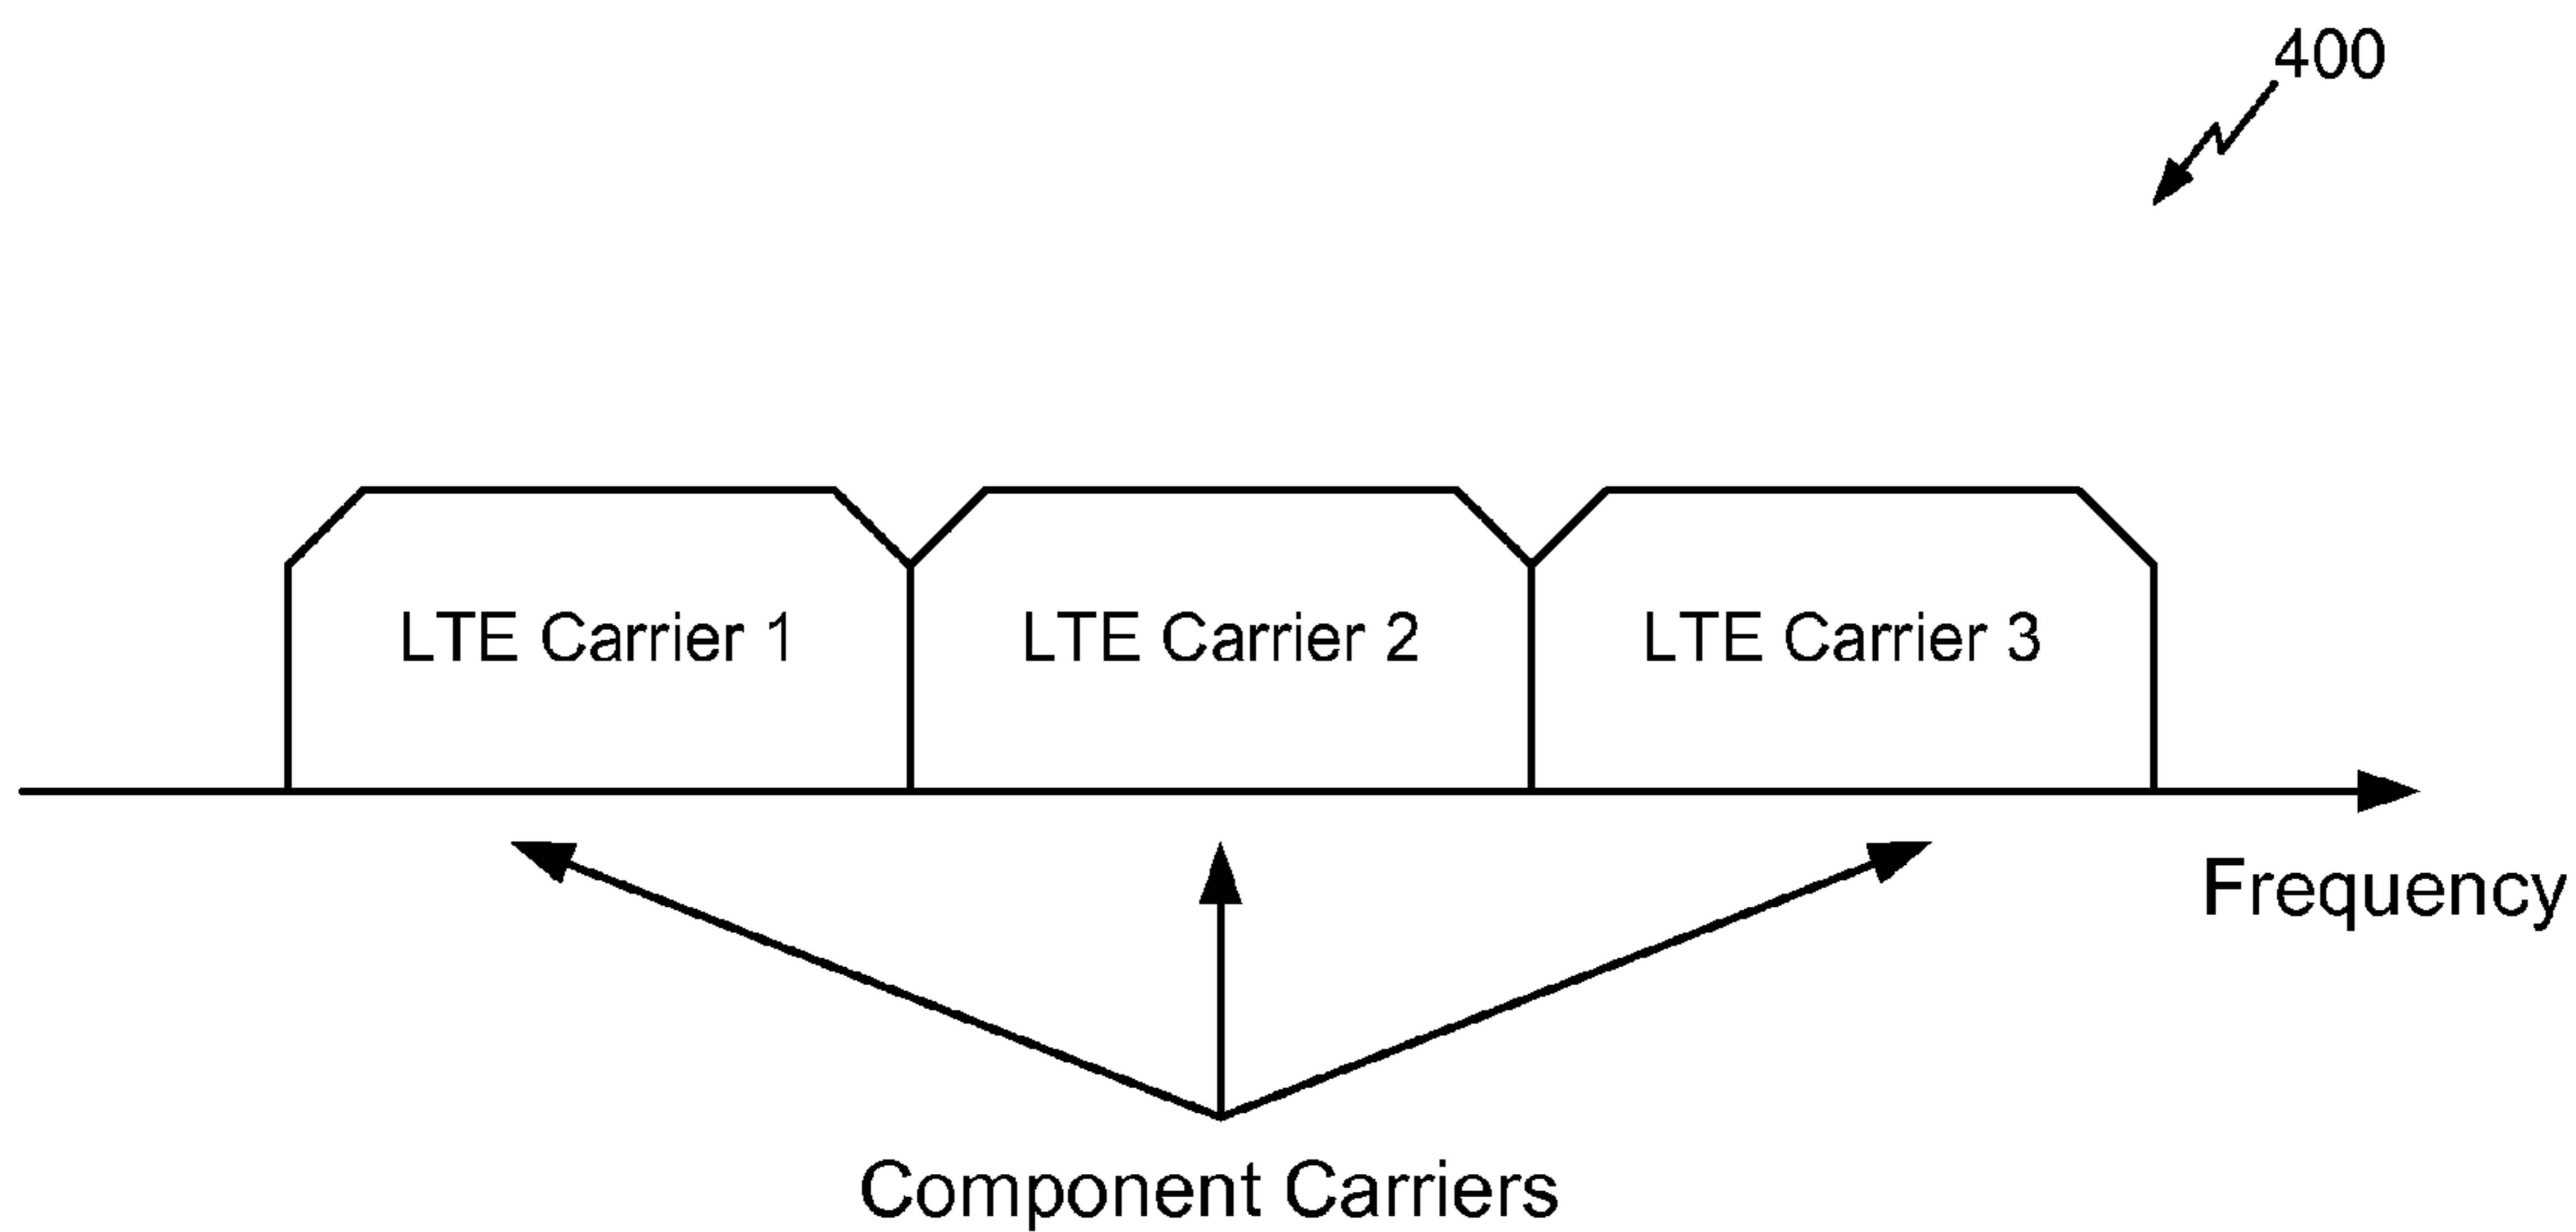 400
LTE Carrier 1
LTE Carrier 2
LTE Carrier 3
Frequency
Component Carriers